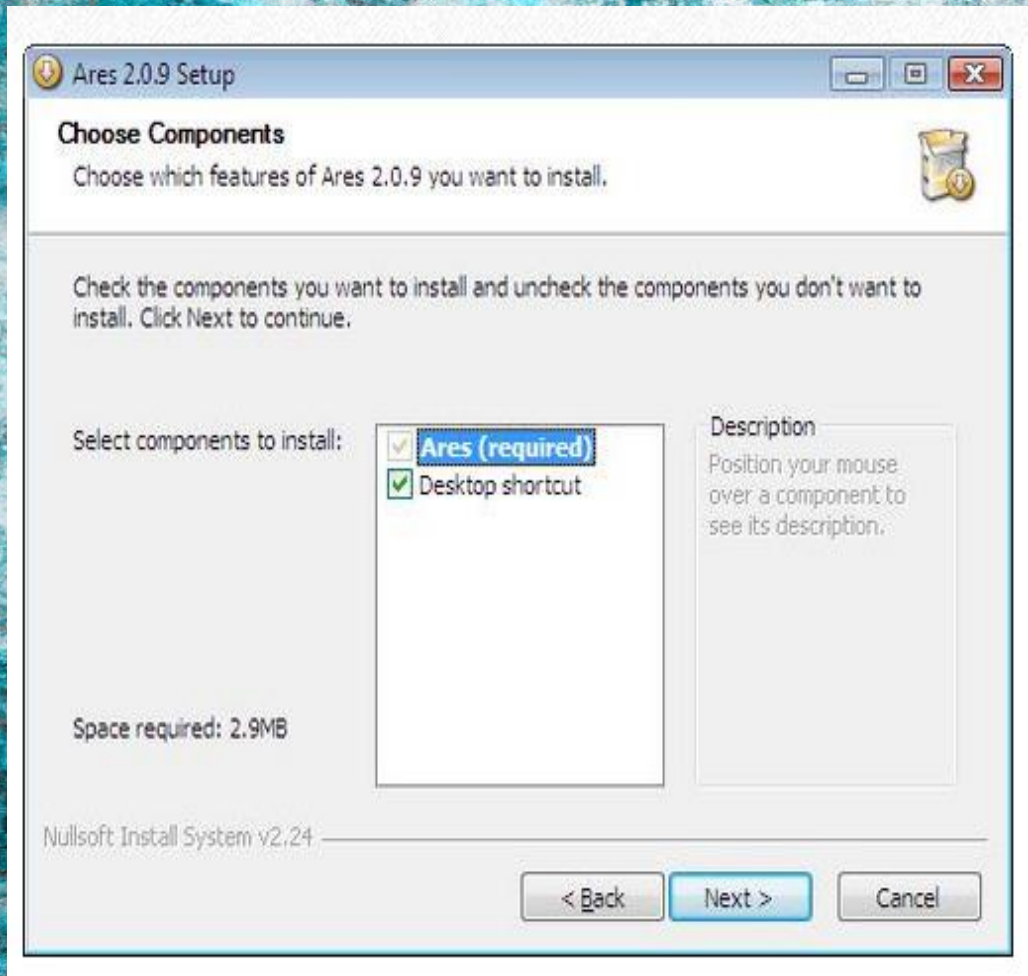 Ares 2.0.9 Setup
Choose Components
Choose which features of Ares 2.0.9 you want to install.
Check the components you want to install and uncheck the components you don't want to
install. Click Next to continue.
Select components to install:
Ares (required)
Desktop shortcut
Description
Position your mouse
over a component to
see its description.
Space required: 2.9MB
Nullsoft Install System v2.24
< Back
Next >
Cancel